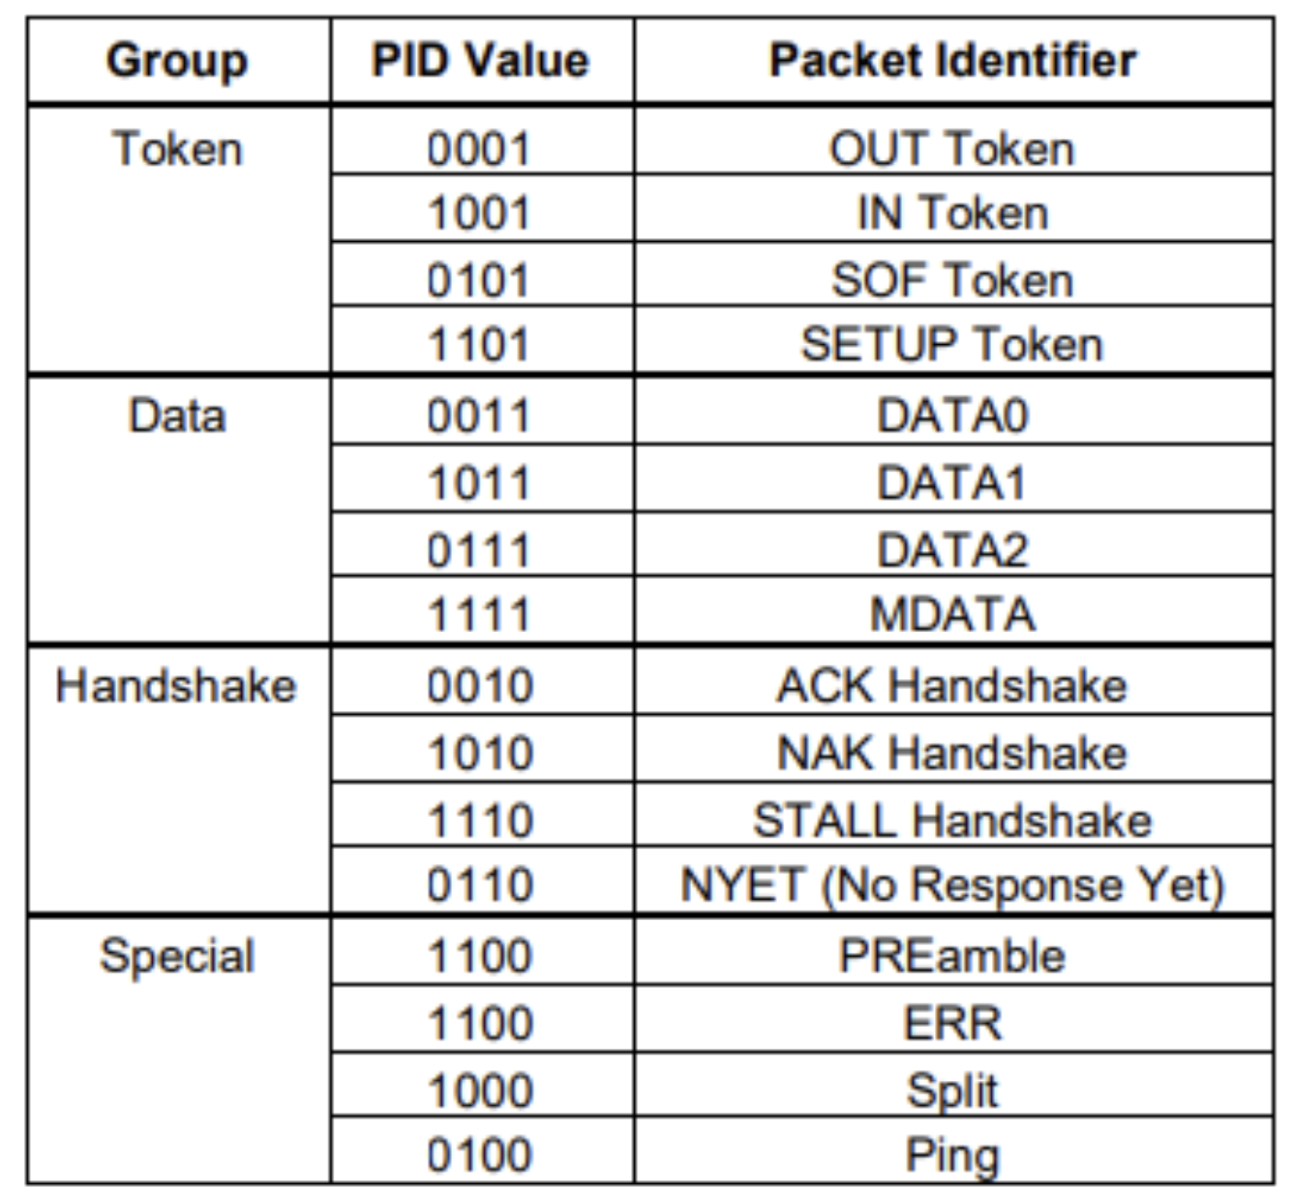 Group PID Value Packet Identifier
Token 0001 OUT Token
1001 IN Token
0101 SOF Token
1101 SETUP Token
Data 0011 DATA0
1011 DATA1
0111 DATA2
1111 MDATA
Handshake 0010 ACK Handshake
1010 NAK Handshake
1110 STALL Handshake
0110 NYET (No Response Yet)
Special 1100 PREamble
1100 ERR
1000 Split
0100 Ping